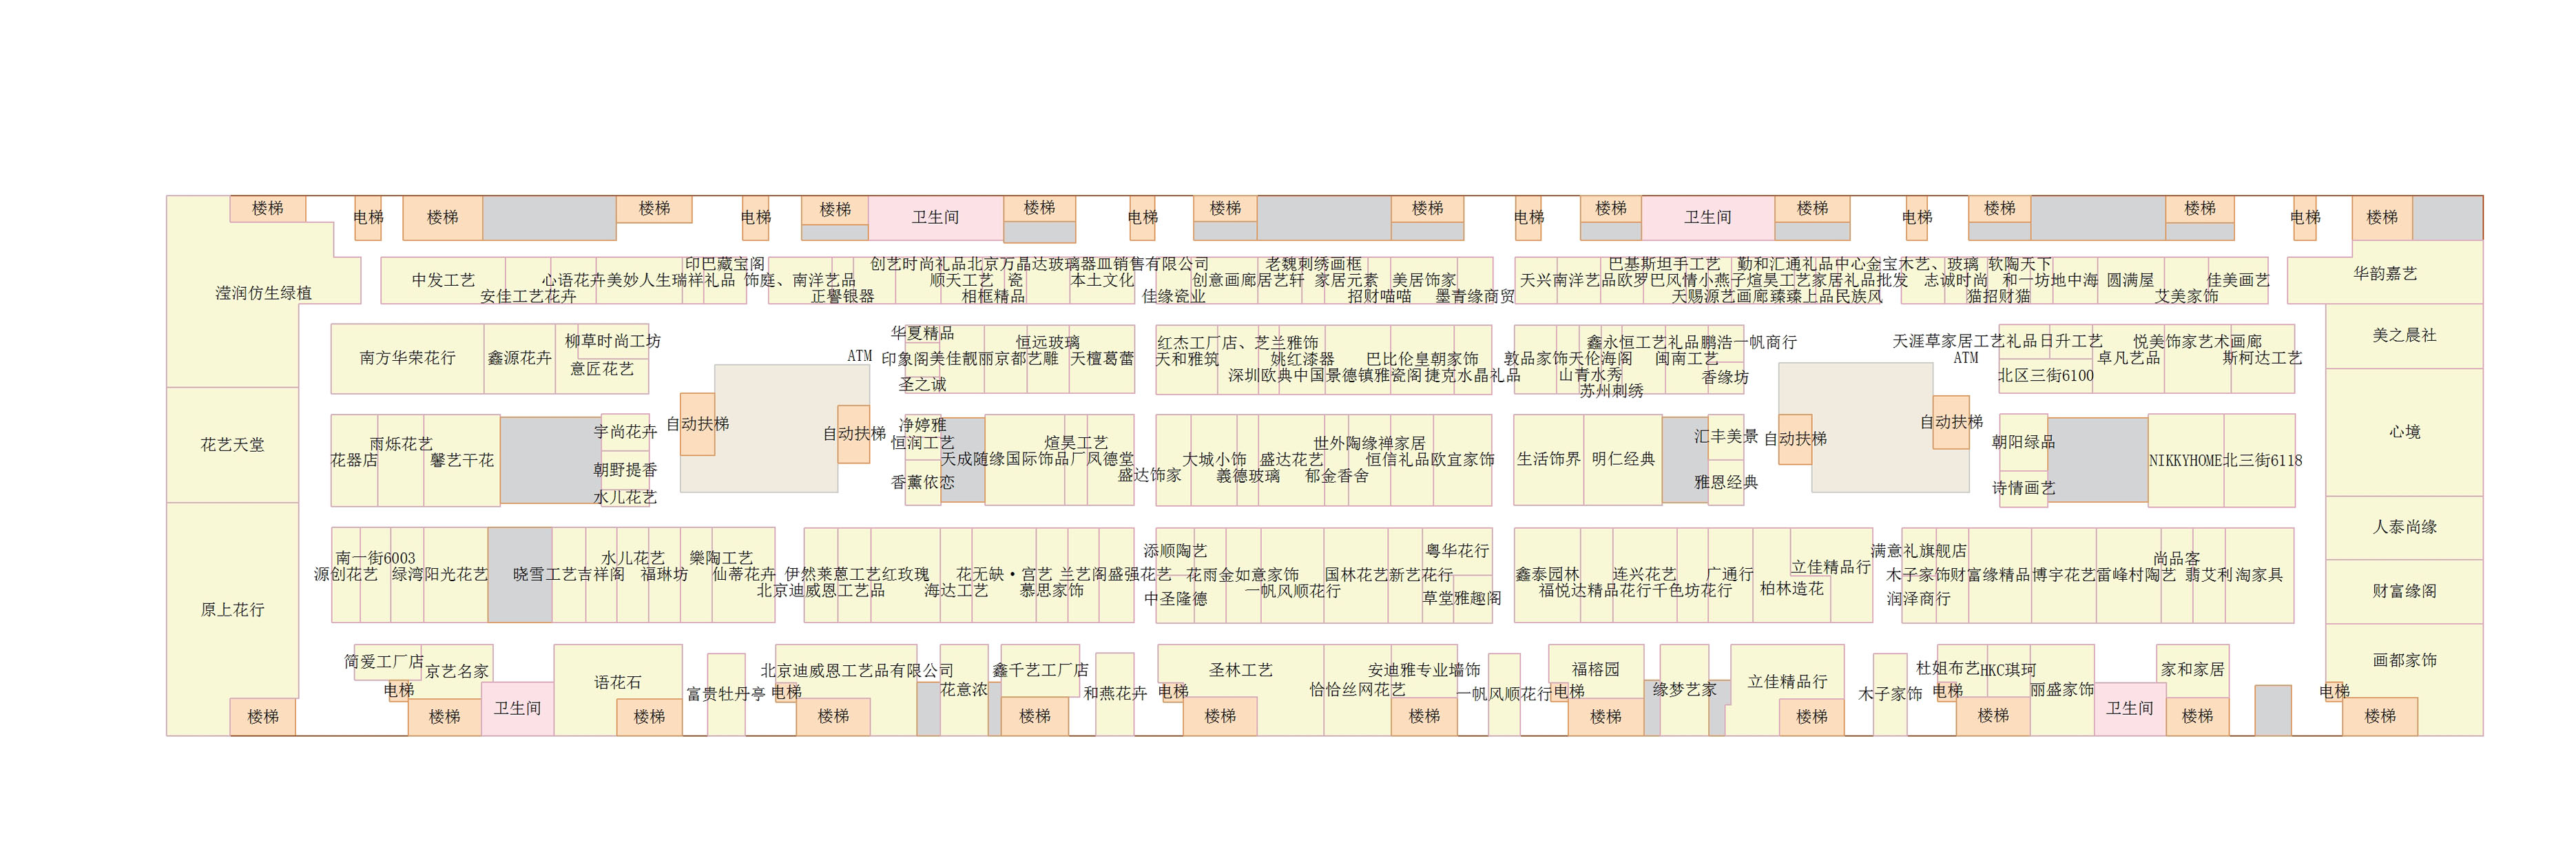 楼梯
电梯
楼梯
楼梯
电梯
楼梯
卫生间
楼梯
电梯
楼梯
楼梯
电梯
楼梯
卫生间
楼梯
电梯
楼梯
楼梯
电梯
楼梯
滢润仿生绿植
中发工艺
安佳工艺花卉
心语花卉美妙人生瑞祥礼品
印巴藏宝阁
饰庭、南洋艺品
正譽银器
创艺时尚礼品北京万晶达玻璃器皿销售有限公司
顺天工艺
瓷
相框精品
本土文化
佳缘瓷业
创意画廊居艺轩
老魏刺绣画框
家居元素
招财喵喵
美居饰家
墨青缘商贸
天兴南洋艺品欧罗巴风情小燕子煊昊工艺家居礼品批发
巴基斯坦手工艺
勤和汇通礼品中心金宝木艺、玻璃
软陶天下
天赐源艺画廊臻臻上品民族风
志诚时尚
猫招财猫
和一坊地中海
圆满屋
艾美家饰
佳美画艺
华韵嘉艺
南方华荣花行
鑫源花卉
柳草时尚工坊
意匠花艺
ATM
华夏精品
印象阁美佳靓丽京都艺雕
圣之诚
恒远玻璃
天檀葛蕾
红杰工厂店、芝兰雅饰
天和雅筑
姚红漆器
深圳欧典中国景德镇雅瓷阁捷克水晶礼品
巴比伦皇朝家饰
敦品家饰天伦海阁
鑫永恒工艺礼品鹏浩一帆商行
山青水秀
苏州刺绣
闽南工艺
香缘坊
天涯草家居工艺礼品日升工艺
ATM
北区三街6100
卓凡艺品
悦美饰家艺术画廊
斯柯达工艺
美之晨社
花艺天堂
花器店
雨烁花艺
馨艺干花
宇尚花卉
朝野提香
水儿花艺
自动扶梯
自动扶梯
净婷雅
恒润工艺
香薰依恋
天成随缘国际饰品厂凤德堂
煊昊工艺
盛达饰家
大城小饰
義德玻璃
盛达花艺
郁金香舍
世外陶缘禅家居
恒信礼品欧宜家饰
生活饰界
明仁经典
汇丰美景
雅恩经典
自动扶梯
自动扶梯
朝阳绿品
诗情画艺
NIKKYHOME北三街6118
心境
人泰尚缘
原上花行
南一街6003
源创花艺
绿湾阳光花艺
晓雪工艺吉祥阁
水儿花艺
福琳坊
樂陶工艺
仙蒂花卉
伊然莱蒽工艺红玫瑰
北京迪威恩工艺品
海达工艺
花无缺·宫艺
慕思家饰
兰艺阁盛强花艺
添顺陶艺
中圣隆德
花雨金如意家饰
一帆风顺花行
国林花艺新艺花行
粤华花行
草堂雅趣阁
鑫泰园林
福悦达精品花行千色坊花行
连兴花艺
广通行
立佳精品行
柏林造花
满意礼旗舰店
木子家饰财富缘精品博宇花艺雷峰村陶艺
润泽商行
尚品客
翡艾利
淘家具
财富缘阁
画都家饰
简爱工厂店
京艺名家
电梯
楼梯
楼梯
卫生间
语花石
楼梯
富贵牡丹亭
北京迪威恩工艺品有限公司
电梯
楼梯
花意浓
鑫千艺工厂店
楼梯
和燕花卉
电梯
圣林工艺
楼梯
恰恰丝网花艺
安迪雅专业墙饰
楼梯
一帆风顺花行
福榕园
电梯
楼梯
缘梦艺家
立佳精品行
楼梯
木子家饰
杜姐布艺
HKC琪珂
电梯
楼梯
丽盛家饰
卫生间
家和家居
楼梯
电梯
楼梯